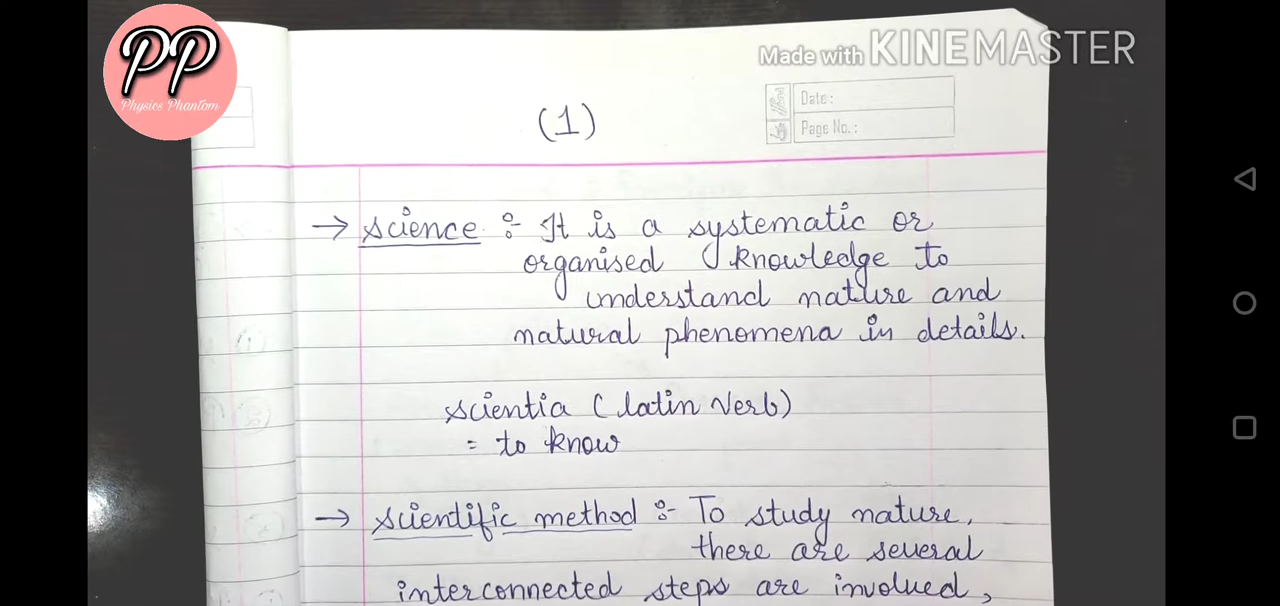 PP
Physics Phantom
Made with KINEMASTER
Date :
Page No. :
(1)
→ science :- It is a systematic or
organised knowledge to
understand nature and
natural phenomena in details.
scientia (latin verb)
= to know
→ scientific method :- To study nature,
there are several
interconnected steps are involved,